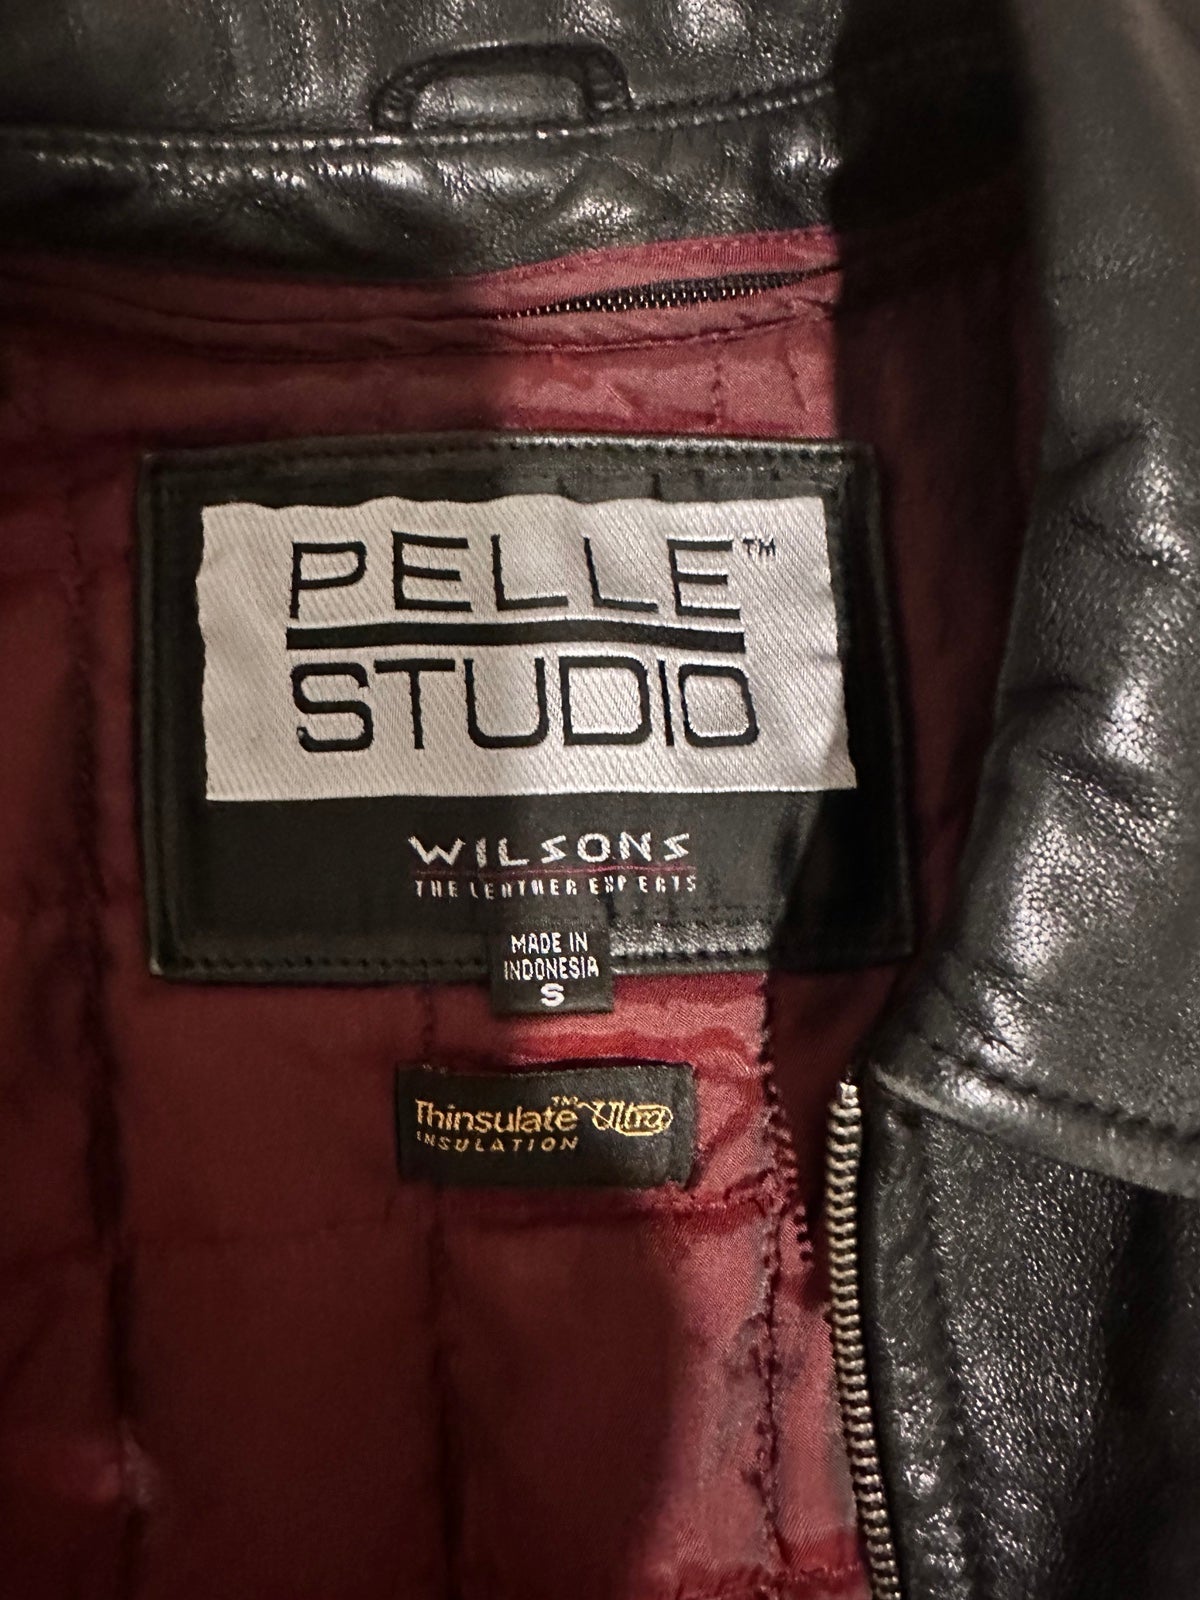 PELLE™
STUDIO
WILSONS
THE LEATHER EXPERTS
MADE IN
INDONESIA
S
Thinsulate™ Ultra
INSULATION